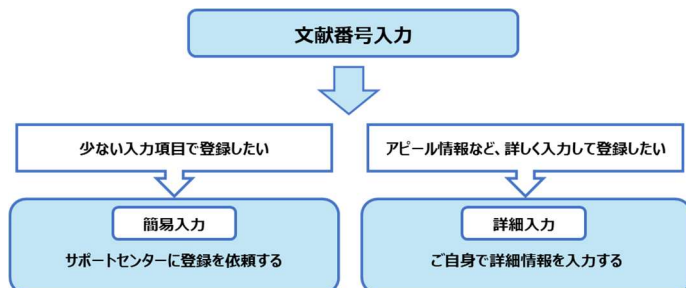 文献番号入力
少ない入力項目で登録したい
アピール情報など、詳しく入力して登録したい
簡易入力
詳細入力
サポートセンターに登録を依頼する
ご自身で詳細情報を入力する